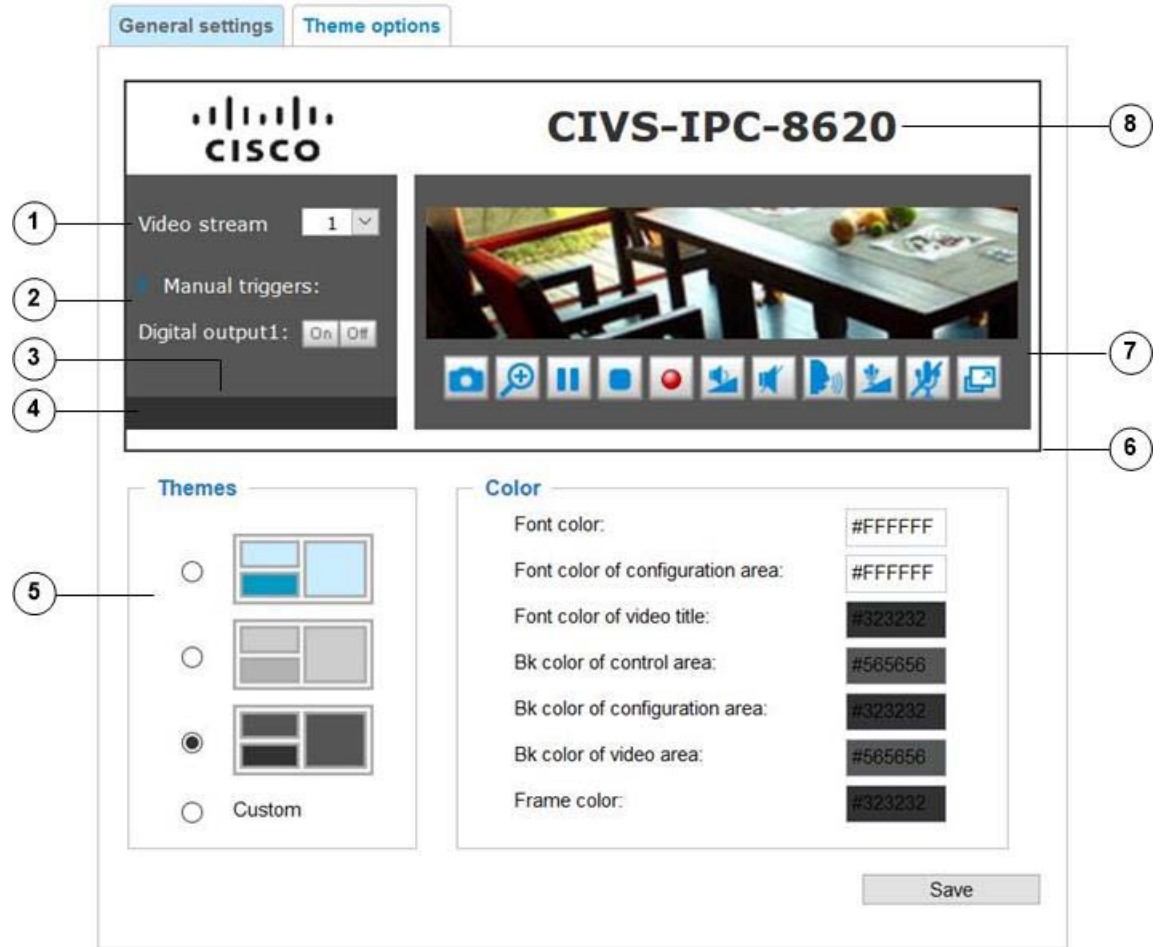 General settings Theme options
CISCO CIVS-IPC-8620 8
1 Video stream 1
2 Manual triggers:
Digital output1: On Off
3
7
4
6
Themes Color
Font color: #FFFFFF
Font color of configuration area: #FFFFFF
5
Font color of video title: #323232
Bk color of control area: #565656
Bk color of configuration area: #323232
Bk color of video area: #565656
Frame color: #323232
Custom
Save